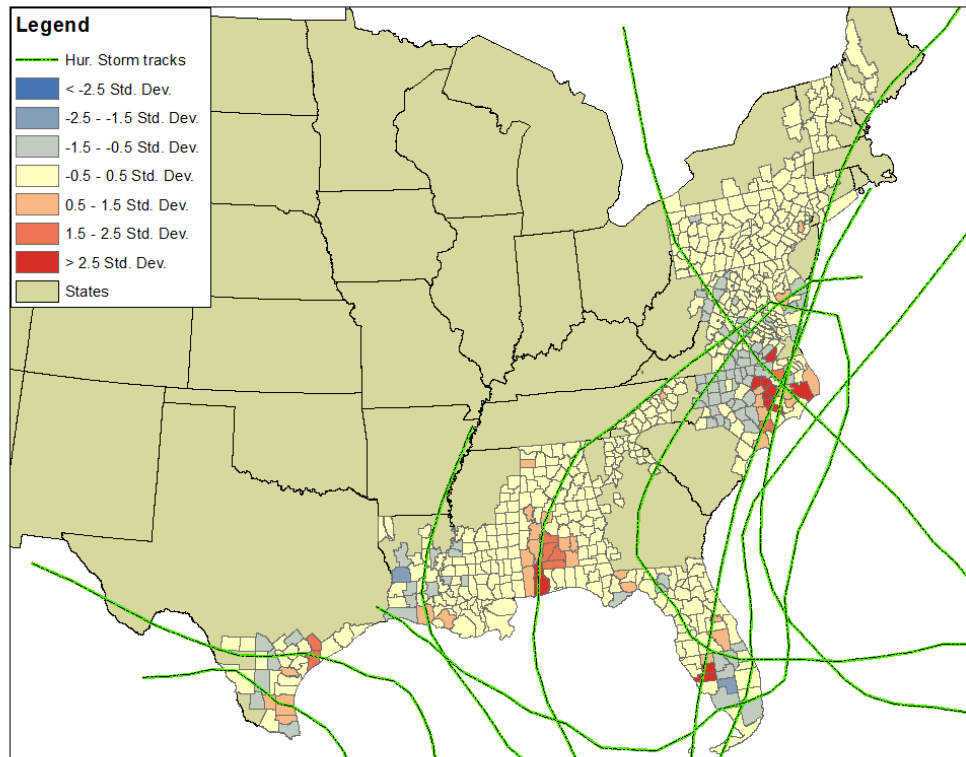 Legend
Hur. Storm tracks
< -2.5 Std. Dev.
-2.5 - -1.5 Std. Dev.
-1.5 - -0.5 Std. Dev.
-0.5 - 0.5 Std. Dev.
0.5 - 1.5 Std. Dev.
1.5 - 2.5 Std. Dev.
> 2.5 Std. Dev.
States